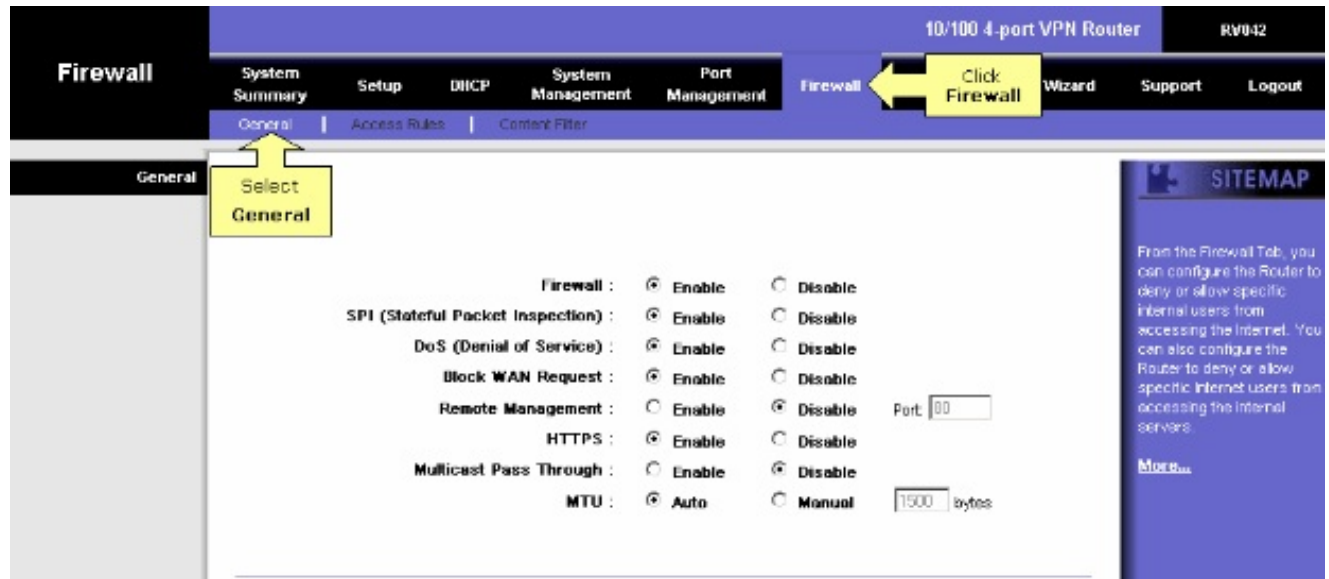 10/100 4-port VPN Router
RV042
Firewall
System Summary
Setup
DHCP
System Management
Port Management
Firewall
Click Firewall
Wizard
Support
Logout
General | Access Rules | Content Filter
General
Select
General
SITEMAP
Firewall : Enable Disable
SPI (Stateful Packet Inspection) : Enable Disable
DoS (Denial of Service) : Enable Disable
Block WAN Request : Enable Disable
Remote Management : Enable Disable Port: 80
HTTPS : Enable Disable
Multicast Pass Through : Enable Disable
MTU : Auto Manual 1500 bytes
From the Firewall Tab, you
can configure the Router to
deny or allow specific
internal users from
accessing the Internet. You
can also configure the
Router to deny or allow
specific Internet users from
accessing the internal
servers.
More...